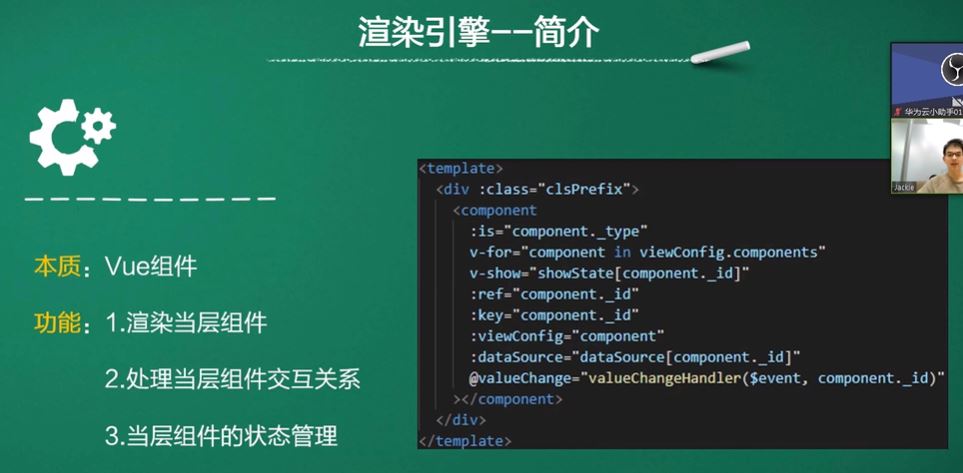 渲染引擎--简介
华为云小助手01
Jackie
本质：Vue组件
功能：1.渲染当层组件
2.处理当层组件交互关系
3.当层组件的状态管理
<template>
<div :class="clsPrefix">
<component
:is="component._type"
v-for="component in viewConfig.components"
v-show="showState[component._id]"
:ref="component._id"
:key="component._id"
:viewConfig="component"
:dataSource="dataSource[component._id]"
@valueChange="valueChangeHandler($event, component._id)"
></component>
</div>
</template>